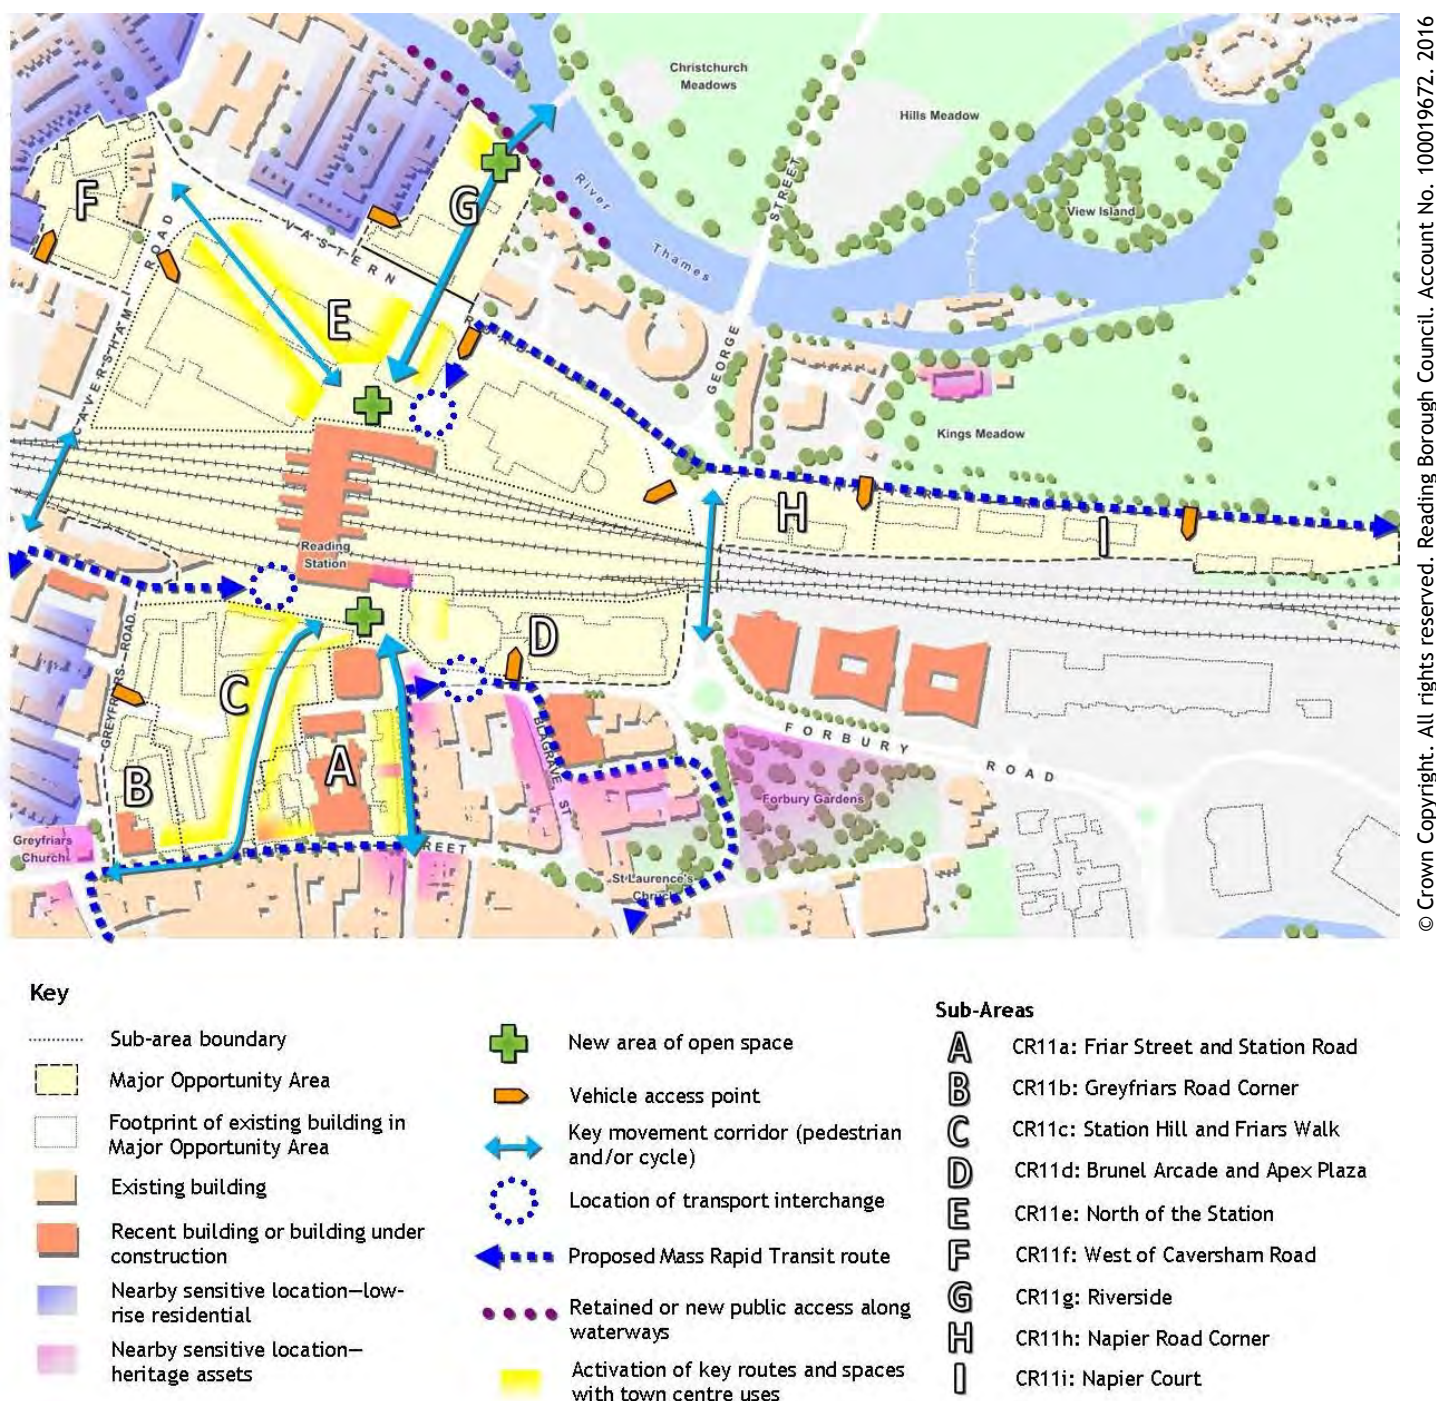 Christchurch
Meadows
Hills Meadow
STREET
View Island
River
Thames
F
G
ROAD
VASTERN
E
ROAD
CAVERSHAM
GEORGE
Kings Meadow
H
I
Reading
Station
D
GREYFRIARS ROAD
C
BLAGRAVE
ST
FORBURY
ROAD
B
A
Forbury Gardens
Greyfriars
Church
St Laurence's
Church
© Crown Copyright. All rights reserved. Reading Borough Council. Account No. 100019672. 2016
Key
Sub-area boundary
Major Opportunity Area
Footprint of existing building in
Major Opportunity Area
Existing building
Recent building or building under
construction
Nearby sensitive location—low-
rise residential
Nearby sensitive location—
heritage assets
New area of open space
Vehicle access point
Key movement corridor (pedestrian
and/or cycle)
Location of transport interchange
Proposed Mass Rapid Transit route
Retained or new public access along
waterways
Activation of key routes and spaces
with town centre uses
Sub-Areas
A CR11a: Friar Street and Station Road
B CR11b: Greyfriars Road Corner
C CR11c: Station Hill and Friars Walk
D CR11d: Brunel Arcade and Apex Plaza
E CR11e: North of the Station
F CR11f: West of Caversham Road
G CR11g: Riverside
H CR11h: Napier Road Corner
I CR11i: Napier Court